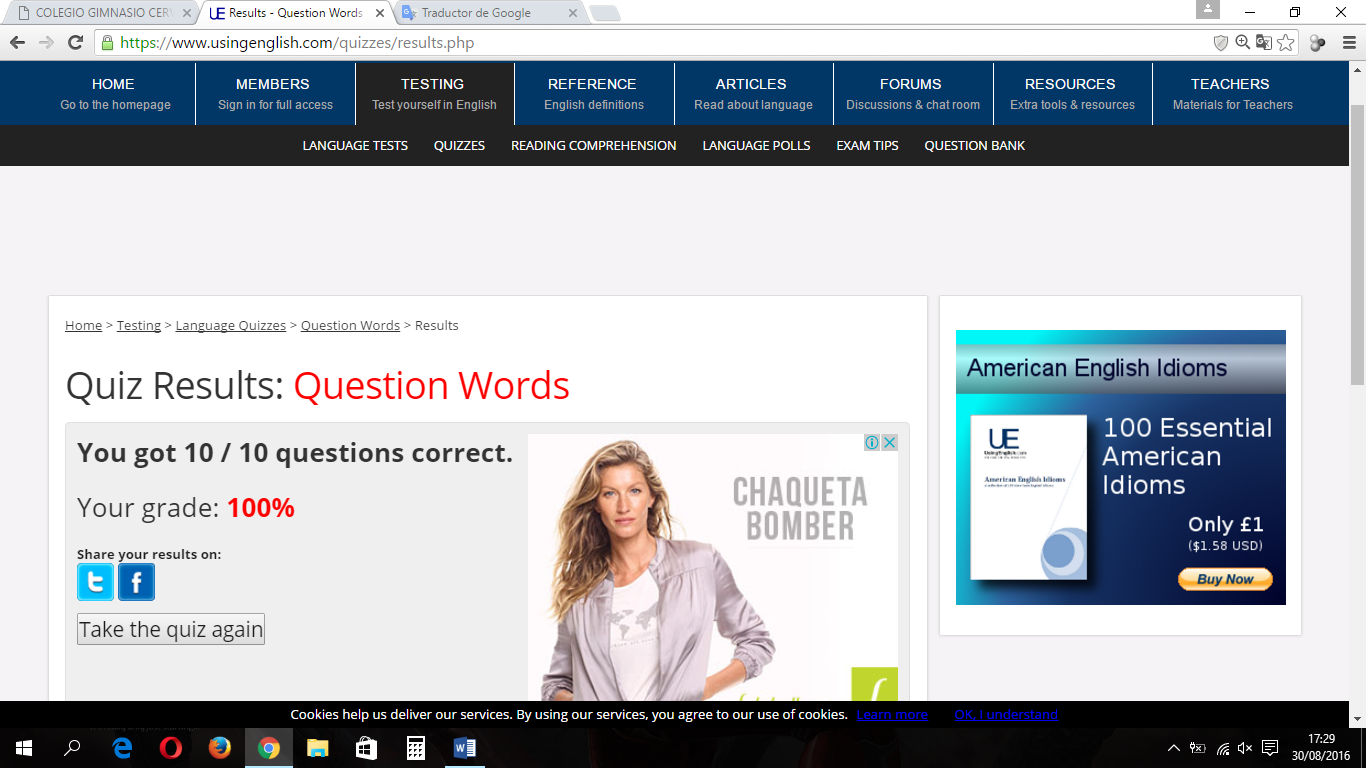 COLEGIO GIMNASIO CER
Results - Question Words
Traductor de Google
https://www.usingenglish.com/quizzes/results.php
HOME
Go to the homepage
MEMBERS
Sign in for full access
TESTING
Test yourself in English
REFERENCE
English definitions
ARTICLES
Read about language
FORUMS
Discussions & chat room
RESOURCES
Extra tools & resources
TEACHERS
Materials for Teachers
LANGUAGE TESTS QUIZZES READING COMPREHENSION LANGUAGE POLLS EXAM TIPS QUESTION BANK
Home > Testing > Language Quizzes > Question Words > Results
Quiz Results: Question Words
You got 10 / 10 questions correct.
Your grade: 100%
Share your results on:
Take the quiz again
CHAQUETA
BOMBER
American English Idioms
UE
UsingEnglish.com
American English Idioms
100 Essential
American
Idioms
Only £1
($1.58 USD)
Buy Now
Cookies help us deliver our services. By using our services, you agree to our use of cookies. Learn more OK, I understand
17:29
30/08/2016